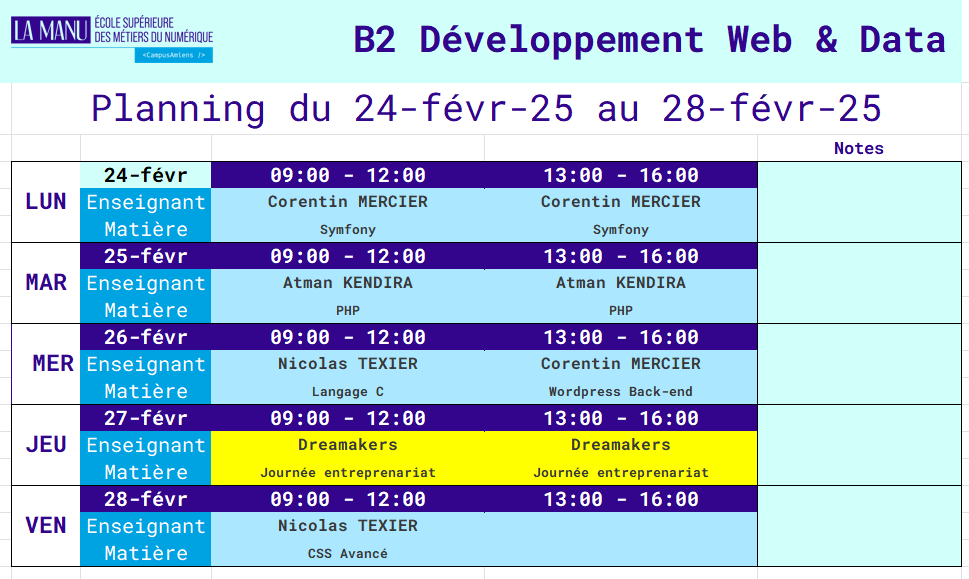 LA MANU ÉCOLE SUPÉRIEURE
DES MÉTIERS DU NUMÉRIQUE
<CampusAmiens />
B2 Développement Web & Data
Planning du 24-févr-25 au 28-févr-25
Notes
LUN 24-févr 09:00 - 12:00 13:00 - 16:00
Enseignant Corentin MERCIER Corentin MERCIER
Matière Symfony Symfony
MAR 25-févr 09:00 - 12:00 13:00 - 16:00
Enseignant Atman KENDIRA Atman KENDIRA
Matière PHP PHP
MER 26-févr 09:00 - 12:00 13:00 - 16:00
Enseignant Nicolas TEXIER Corentin MERCIER
Matière Langage C Wordpress Back-end
JEU 27-févr 09:00 - 12:00 13:00 - 16:00
Enseignant Dreamakers Dreamakers
Matière Journée entreprenariat Journée entreprenariat
VEN 28-févr 09:00 - 12:00 13:00 - 16:00
Enseignant Nicolas TEXIER
Matière CSS Avancé